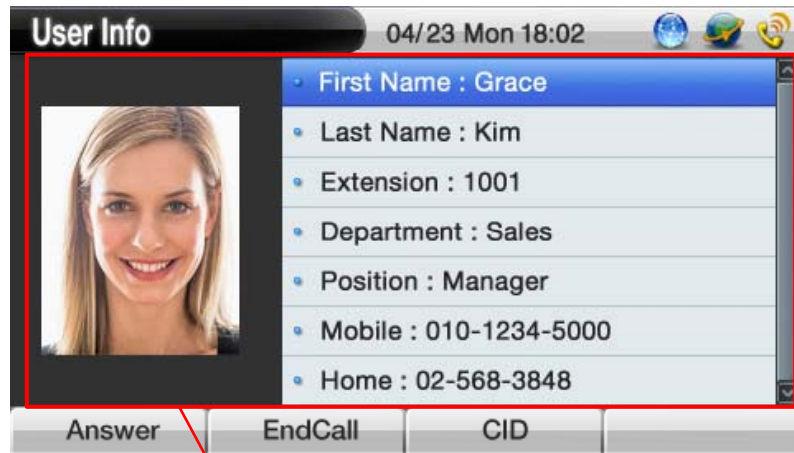 User Info
04/23 Mon 18:02
First Name : Grace
Last Name : Kim
Extension : 1001
Department : Sales
Position : Manager
Mobile : 010-1234-5000
Home : 02-568-3848
Answer
EndCall
CID